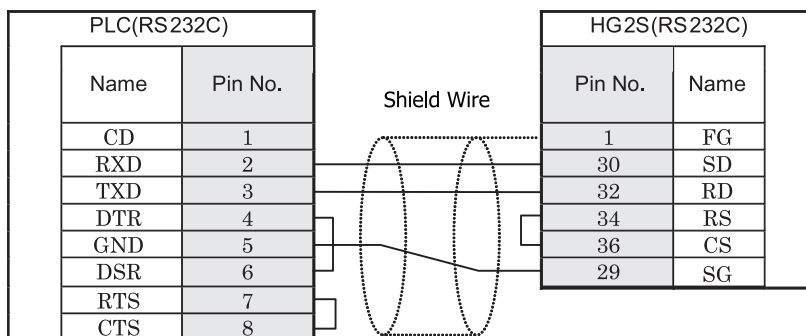 PLC(RS232C) HG2S(RS232C)
Name Pin No. Shield Wire Pin No. Name
CD 1 1 FG
RXD 2 30 SD
TXD 3 32 RD
DTR 4 34 RS
GND 5 36 CS
DSR 6 29 SG
RTS 7
CTS 8